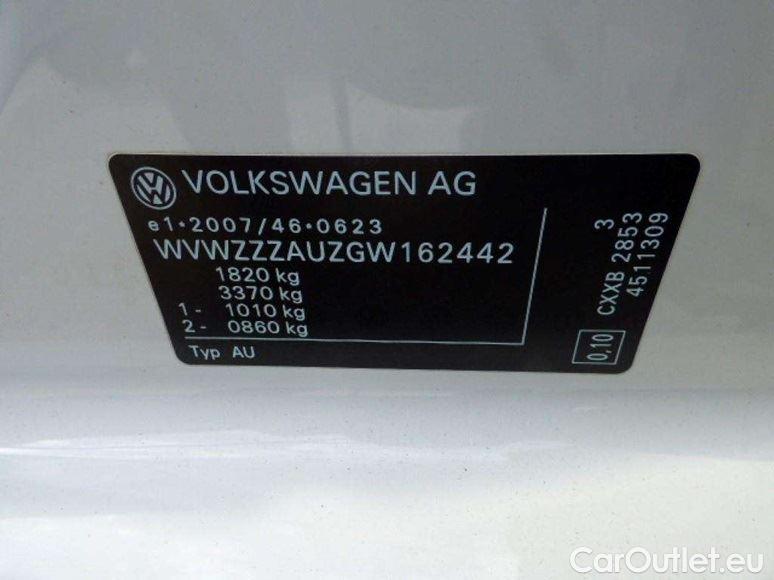 VOLKSWAGEN AG
e1*2007/46*0623
WVWZZZAUZGW162442
1820 kg
3370 kg
1- 1010 kg
2- 0860 kg
Typ AU
3
CXXB 2853
4511309
0,10
CarOutlet.eu